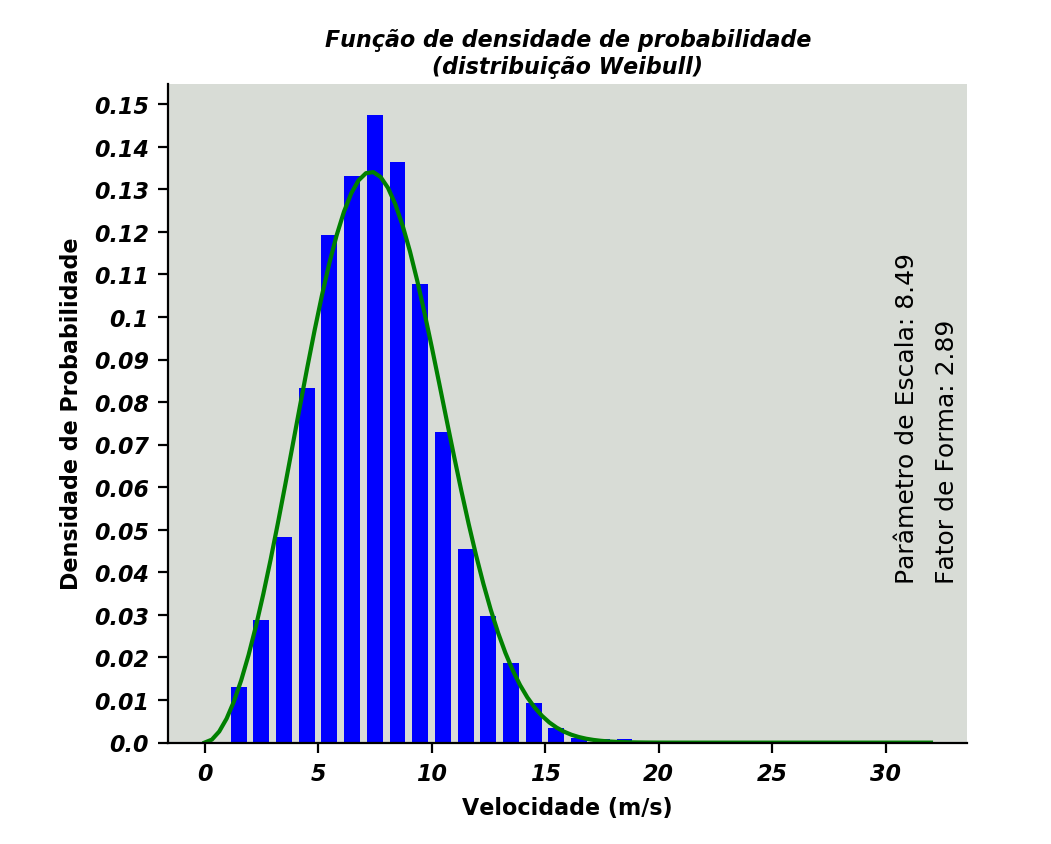 Função de densidade de probabilidade
(distribuição Weibull)
0.15
0.14
0.13
0.12
0.11
0.1
0.09
0.08
0.07
0.06
0.05
0.04
0.03
0.02
0.01
0.0
Densidade de Probabilidade
0 5 10 15 20 25 30
Velocidade (m/s)
Parâmetro de Escala: 8.49
Fator de Forma: 2.89